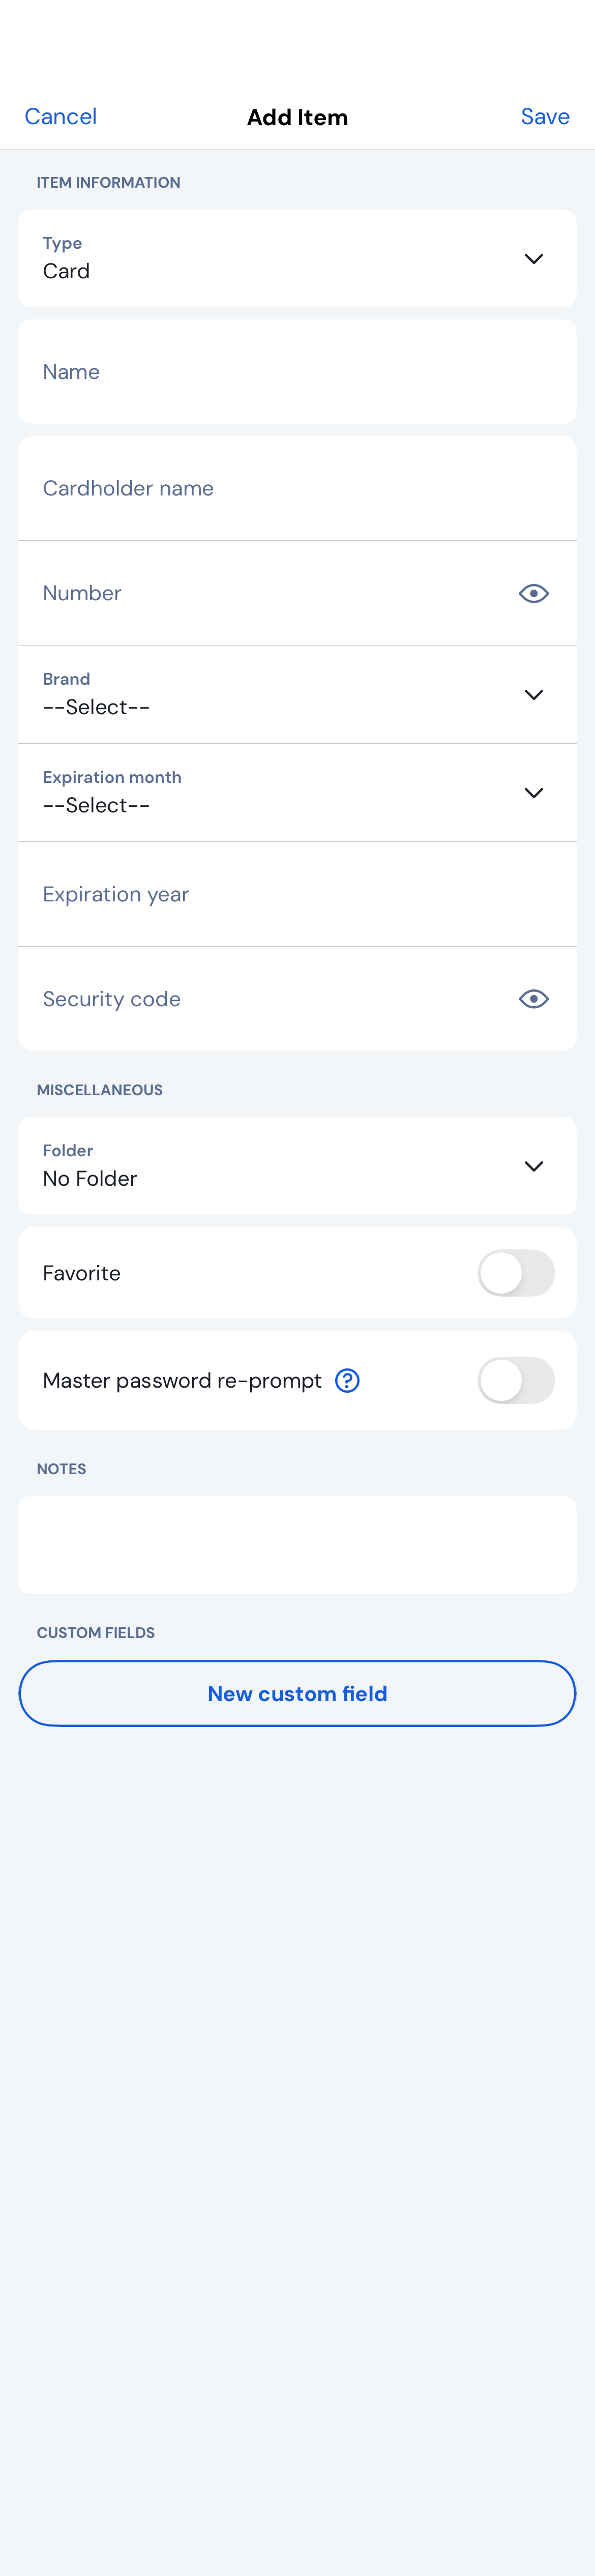 Cancel
Add Item
Save
ITEM INFORMATION
Type
Card
Name
Cardholder name
Number
Brand
--Select--
Expiration month
--Select--
Expiration year
Security code
MISCELLANEOUS
Folder
No Folder
Favorite
Master password re-prompt
NOTES
CUSTOM FIELDS
New custom field